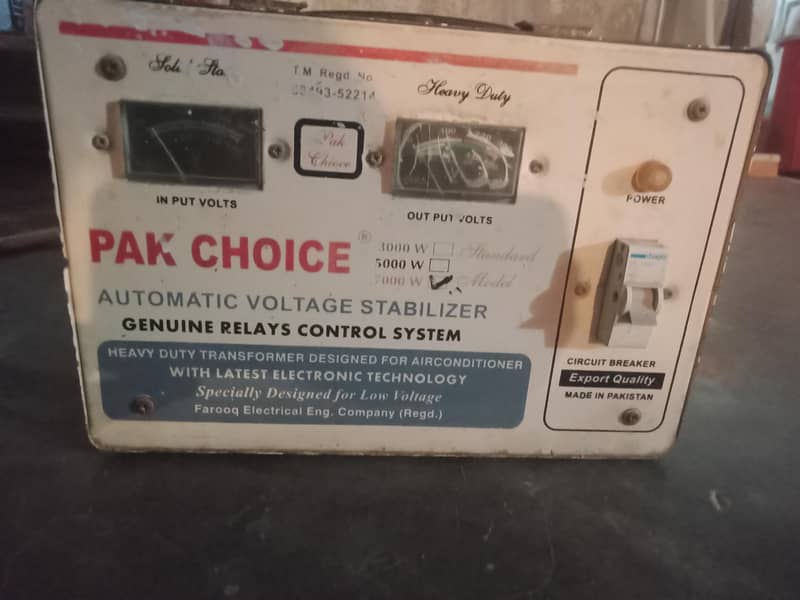 T.M. Regd. No.
Heavy Duty
Pak
Chioce
IN PUT VOLTS
OUT PUT VOLTS
POWER
PAK CHOICE ®
3000 W Standard
5000 W
7000 W Model
AUTOMATIC VOLTAGE STABILIZER
GENUINE RELAYS CONTROL SYSTEM
HEAVY DUTY TRANSFORMER DESIGNED FOR AIRCONDITIONER
WITH LATEST ELECTRONIC TECHNOLOGY
Specially Designed for Low Voltage
Farooq Electrical Eng. Company (Regd.)
CIRCUIT BREAKER
Export Quality
MADE IN PAKISTAN